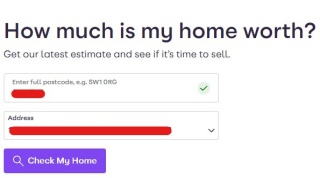 How much is my home worth?
Get our latest estimate and see if it's time to sell.
Enter full postcode, e.g. SW1 0RG
Address
Check My Home